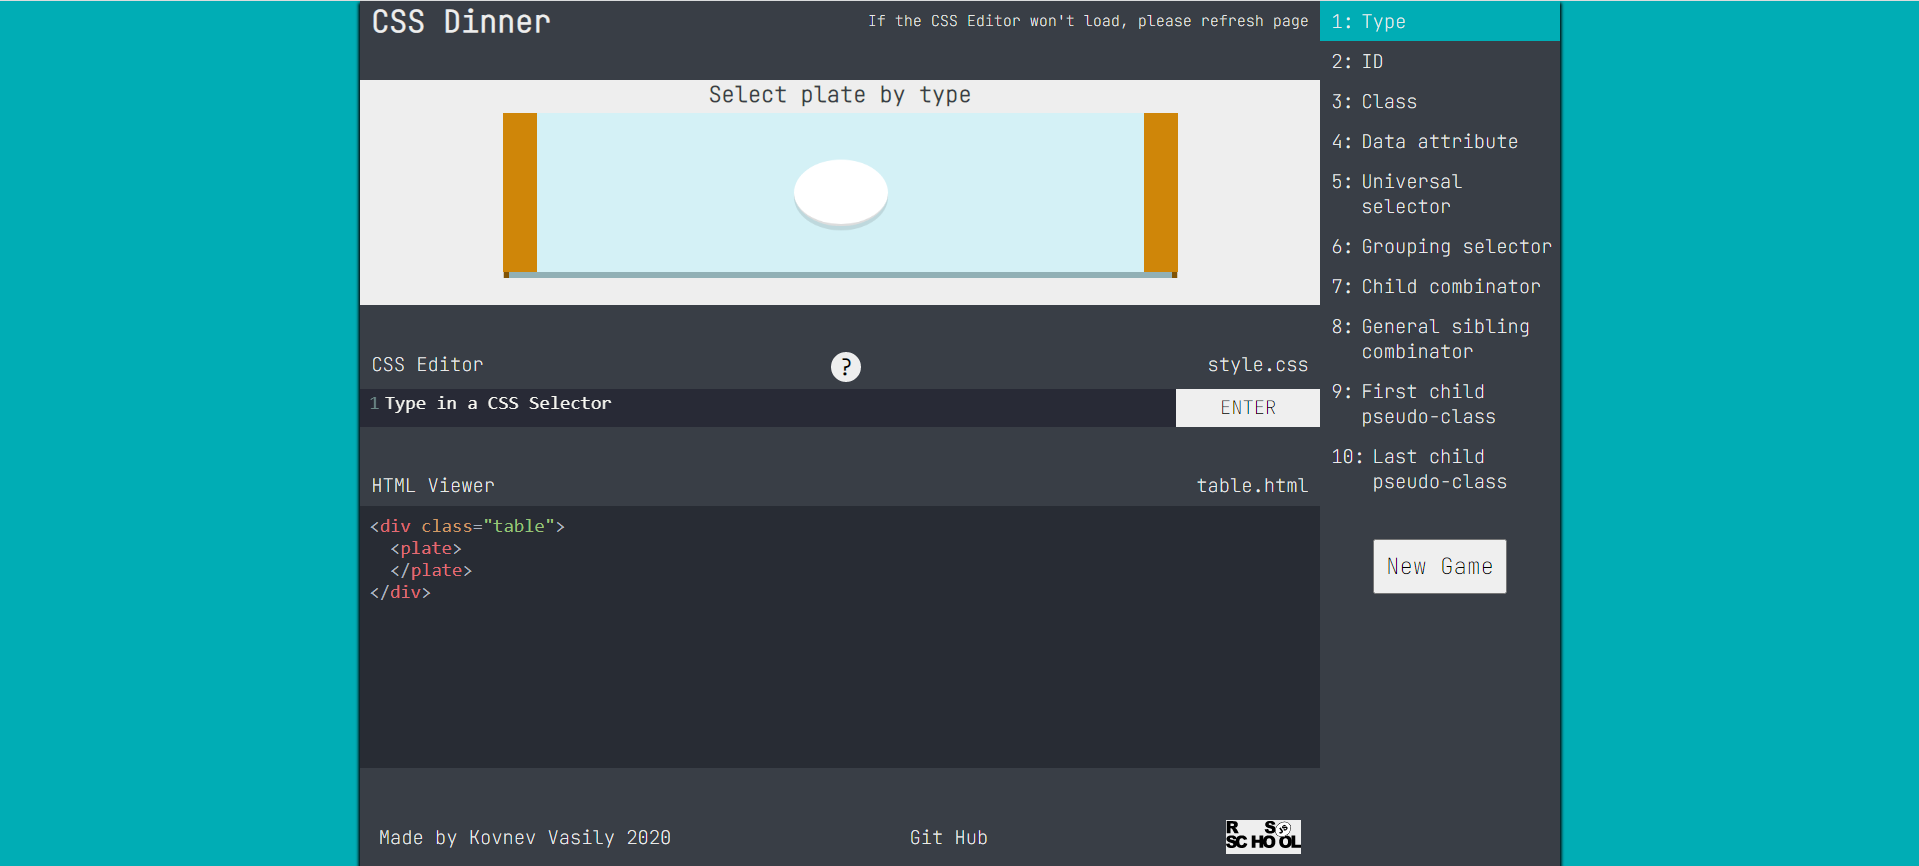 CSS Dinner
If the CSS Editor won't load, please refresh page
Select plate by type
CSS Editor
?
style.css
1 Type in a CSS Selector
ENTER
HTML Viewer
table.html
<div class="table">
  <plate>
  </plate>
</div>
Made by Kovnev Vasily 2020
Git Hub
RS
SCHOOL
1: Type
2: ID
3: Class
4: Data attribute
5: Universal
selector
6: Grouping selector
7: Child combinator
8: General sibling
combinator
9: First child
pseudo-class
10: Last child
pseudo-class
New Game